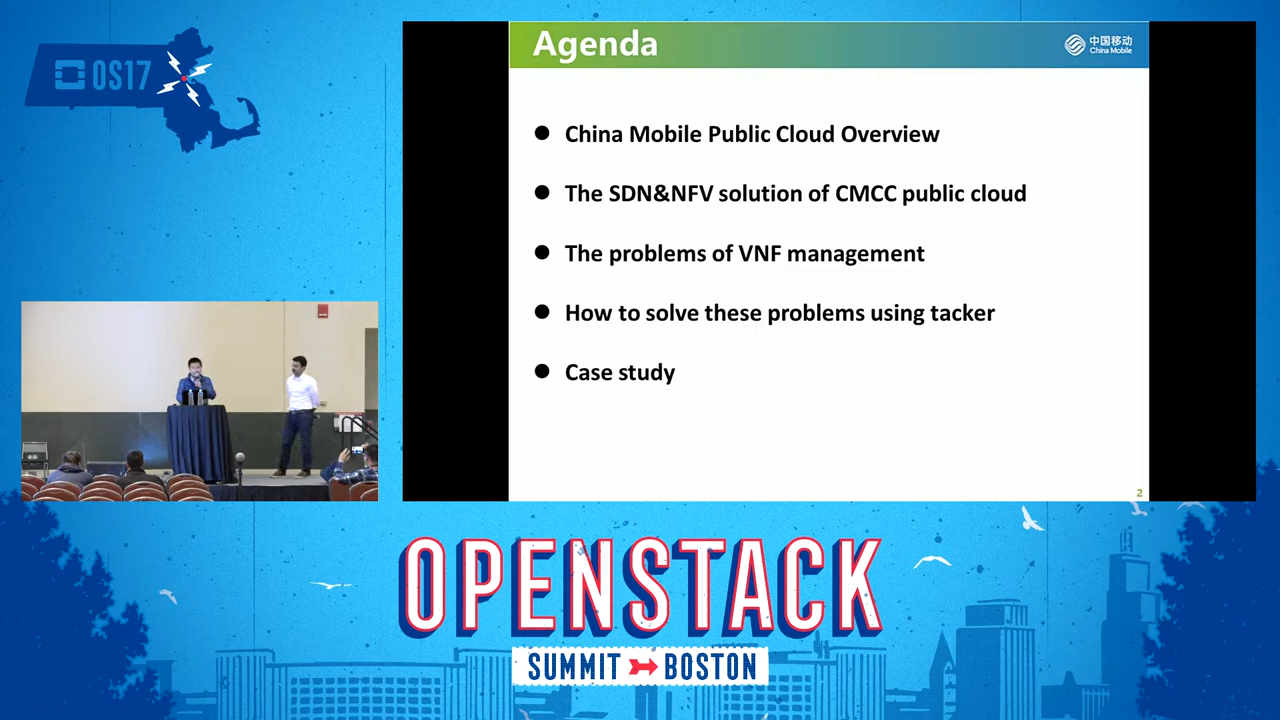 OS17
Agenda
中国移动
China Mobile
China Mobile Public Cloud Overview
The SDN&NFV solution of CMCC public cloud
The problems of VNF management
How to solve these problems using tacker
Case study
2
OPENSTACK
SUMMIT BOSTON